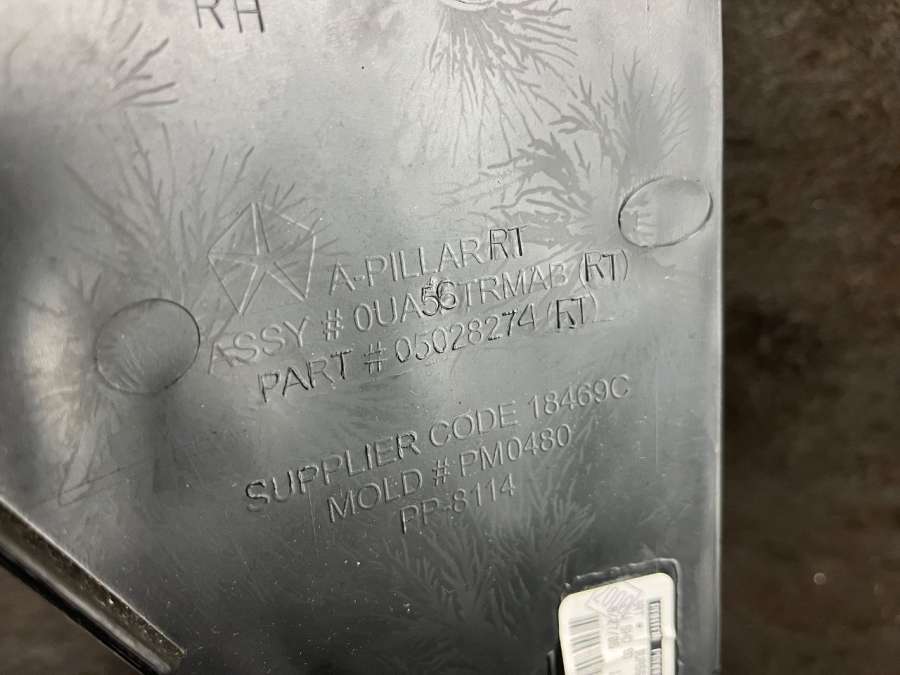 RH
A-PILLAR RT
ASSY # 0UA56TRMAB (RT)
PART # 05028274 (RT)
SUPPLIER CODE 18469C
MOLD # PM0480
PP-8114